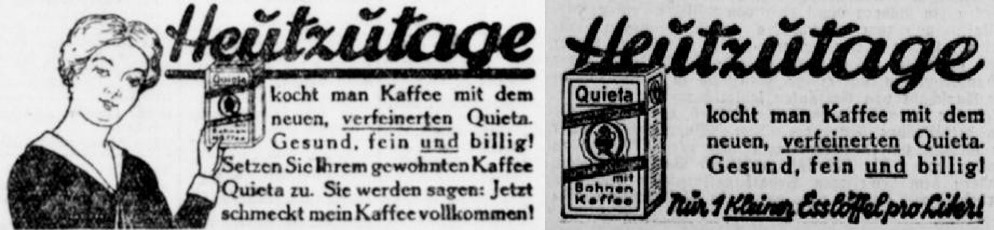 Heutzutage
Quieta
Bohnen
Kaffee
kocht man Kaffee mit dem
neuen, verfeinerten Quieta.
Gesund, fein und billig!
Setzen Sie Ihrem gewohnten Kaffee
Quieta zu. Sie werden sagen: Jetzt
schmeckt mein Kaffee vollkommen!
Heutzutage
Quieta
mit
Bohnen
Kaffee
kocht man Kaffee mit dem
neuen, verfeinerten Quieta.
Gesund, fein und billig!
Nur 1 Kleiner Esslöffel pro Liter!